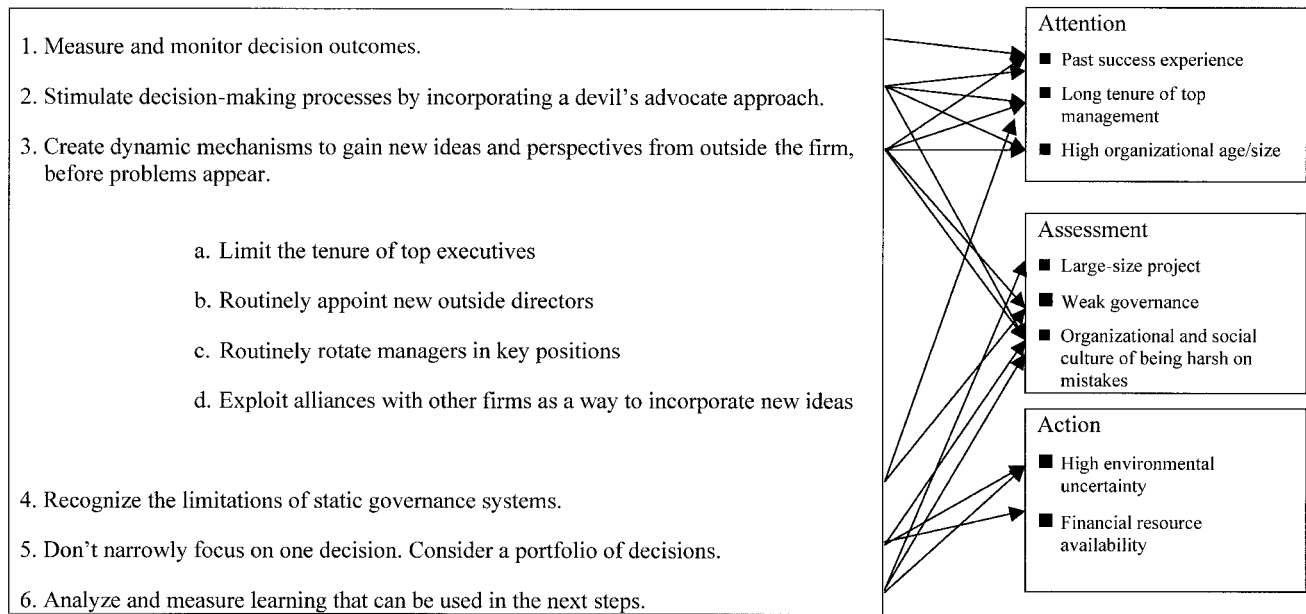 1. Measure and monitor decision outcomes.
2. Stimulate decision-making processes by incorporating a devil's advocate approach.
3. Create dynamic mechanisms to gain new ideas and perspectives from outside the firm,
before problems appear.
a. Limit the tenure of top executives
b. Routinely appoint new outside directors
c. Routinely rotate managers in key positions
d. Exploit alliances with other firms as a way to incorporate new ideas
4. Recognize the limitations of static governance systems.
5. Don't narrowly focus on one decision. Consider a portfolio of decisions.
6. Analyze and measure learning that can be used in the next steps.
Attention
■ Past success experience
■ Long tenure of top
management
■ High organizational age/size
Assessment
■ Large-size project
■ Weak governance
■ Organizational and social
culture of being harsh on
mistakes
Action
■ High environmental
uncertainty
■ Financial resource
availability